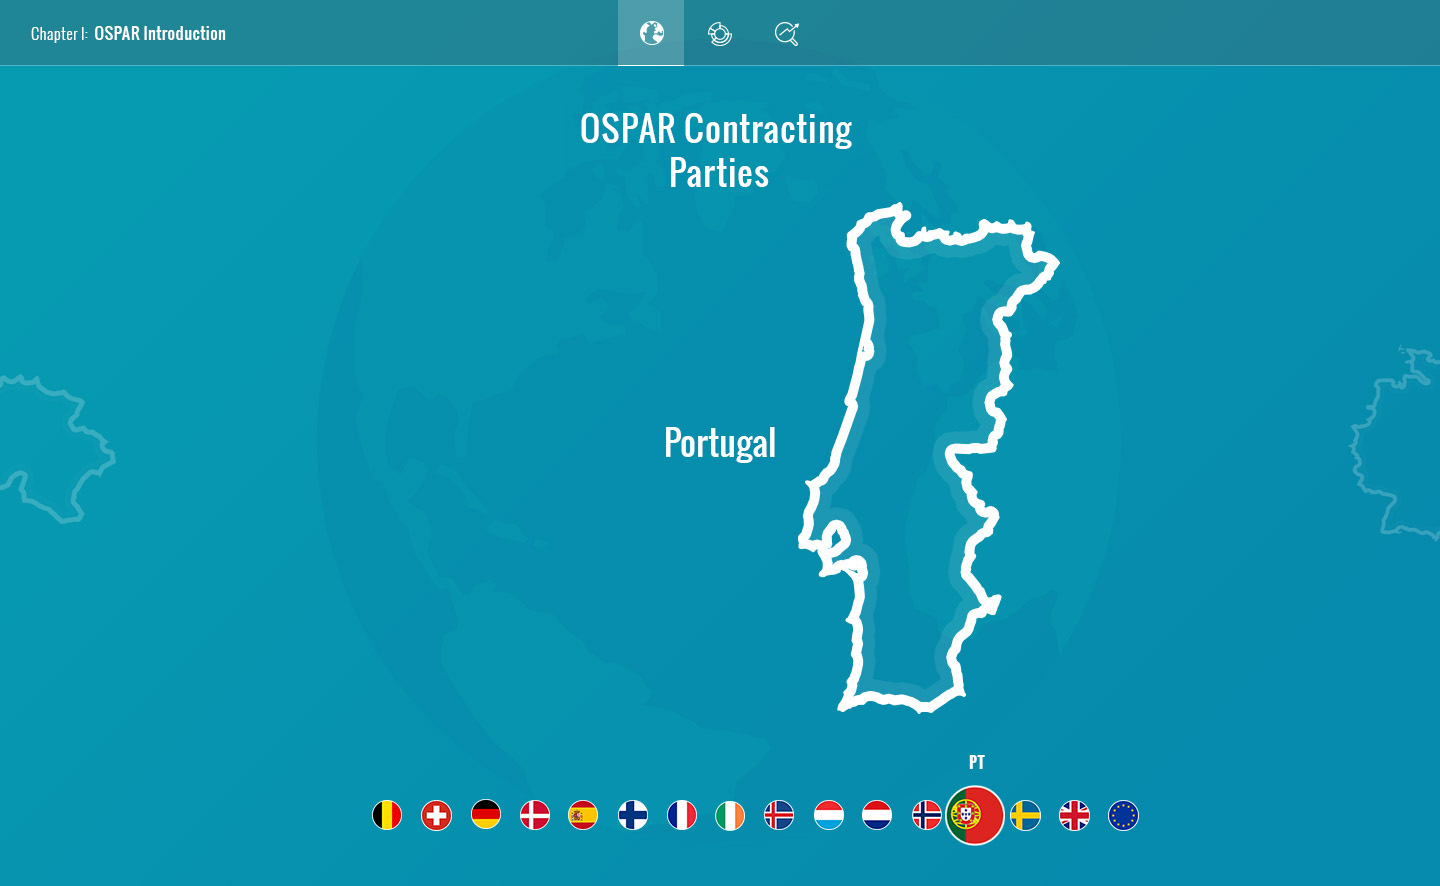 Chapter I: OSPAR Introduction
OSPAR Contracting
Parties
Portugal
PT